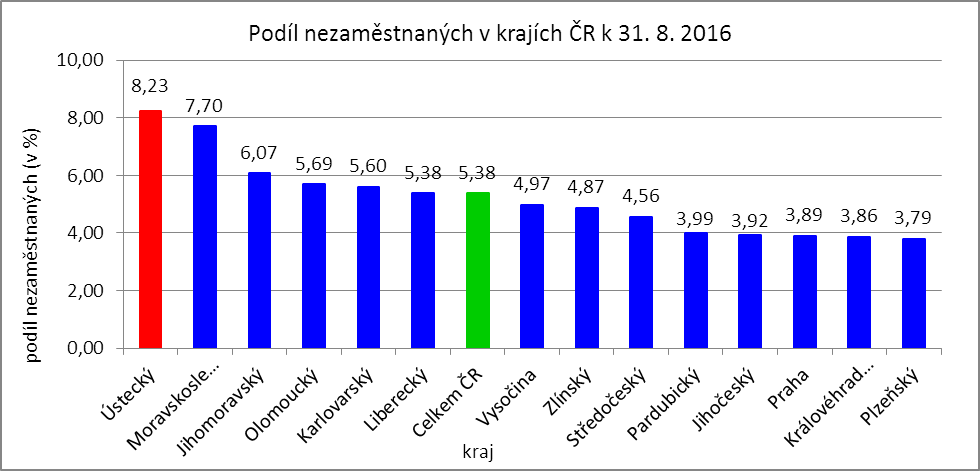 Podíl nezaměstnaných v krajích ČR k 31. 8. 2016
podíl nezaměstnaných (v %)
10,00
8,00
6,00
4,00
2,00
0,00
8,23
7,70
6,07
5,69
5,60
5,38
5,38
4,97
4,87
4,56
3,99
3,92
3,89
3,86
3,79
Ústecký
Moravskosle...
Jihomoravský
Olomoucký
Karlovarský
Liberecký
Celkem ČR
Vysočina
Zlínský
Středočeský
Pardubický
Jihočeský
Praha
Královéhrad...
Plzeňský
kraj